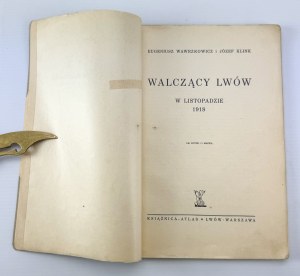 EUGENIUSZ WAWRZKOWICZ I JÓZEF KLINK
WALCZĄCY LWÓW
W LISTOPADZIE
1918
KSIĄŻNICA-ATLAS • LWÓW-WARSZAWA